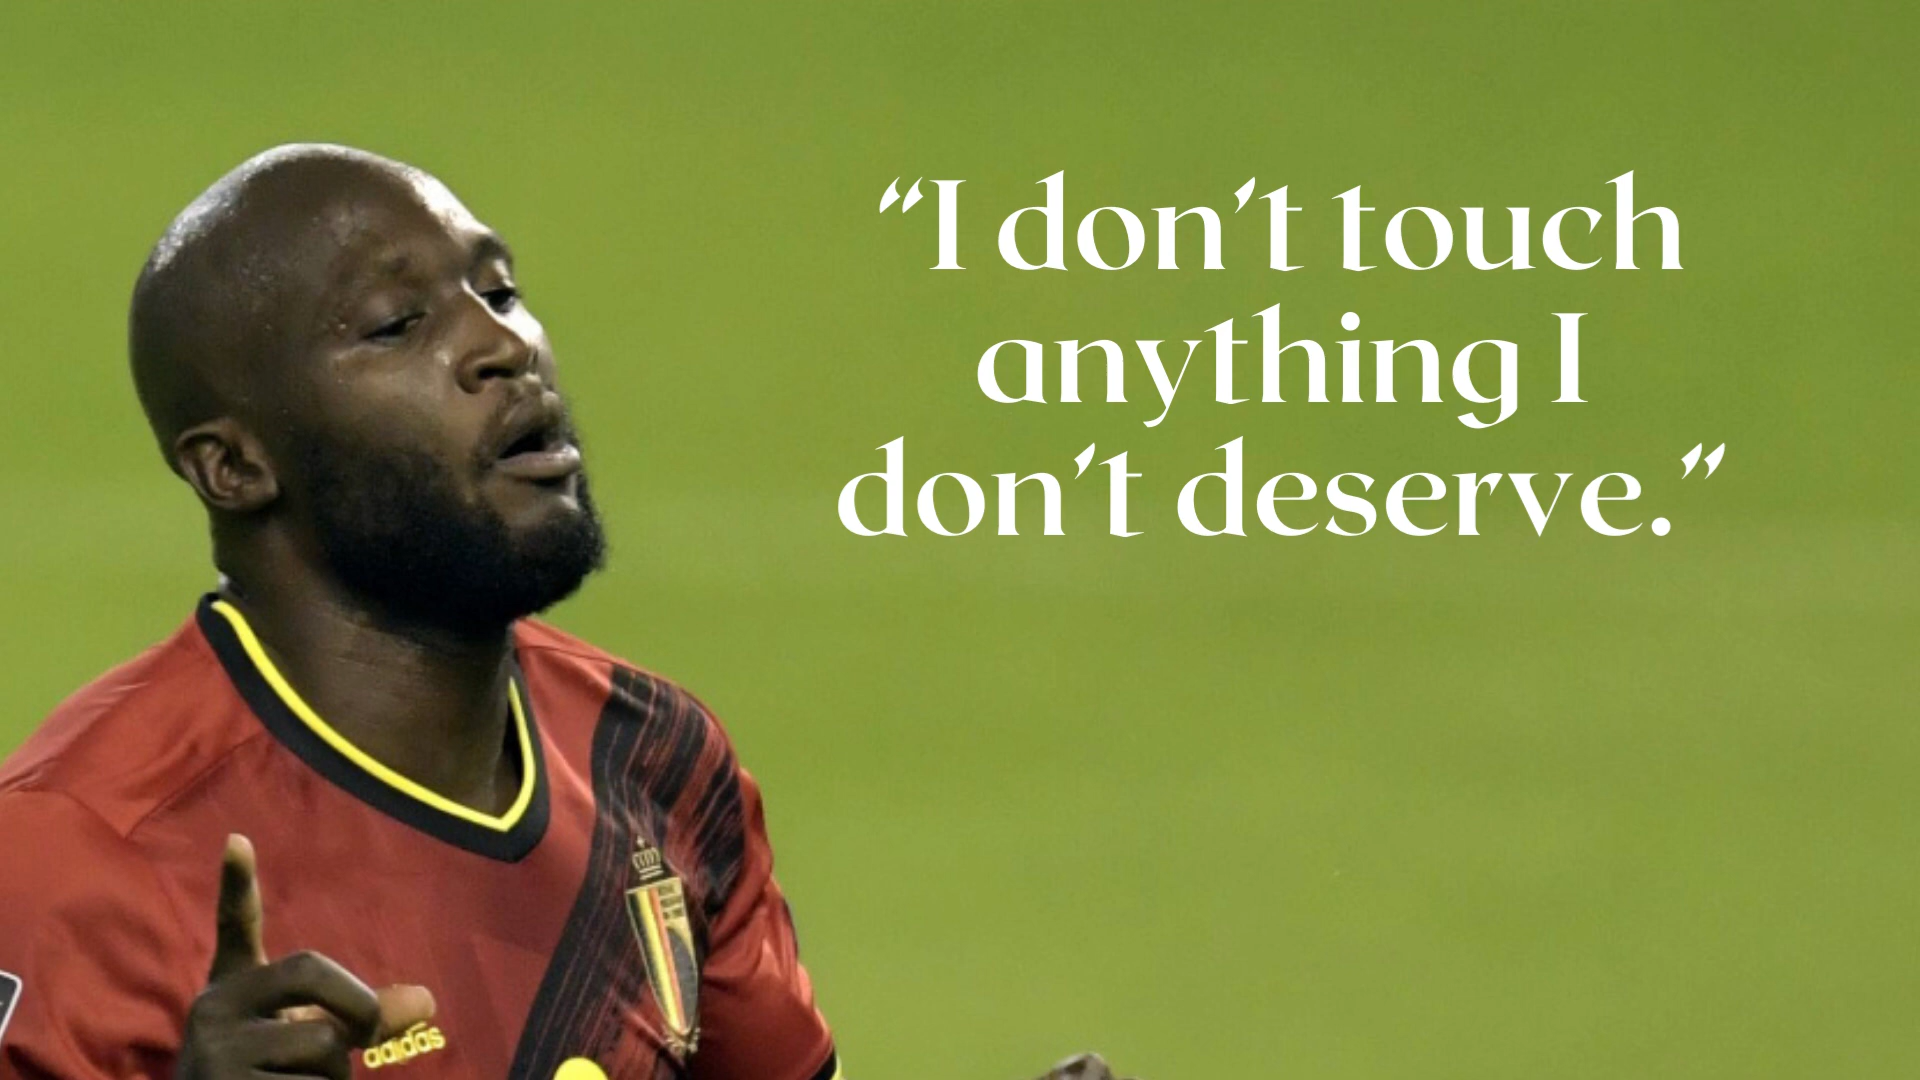 “I don’t touch
anything I
don’t deserve.”
adidas